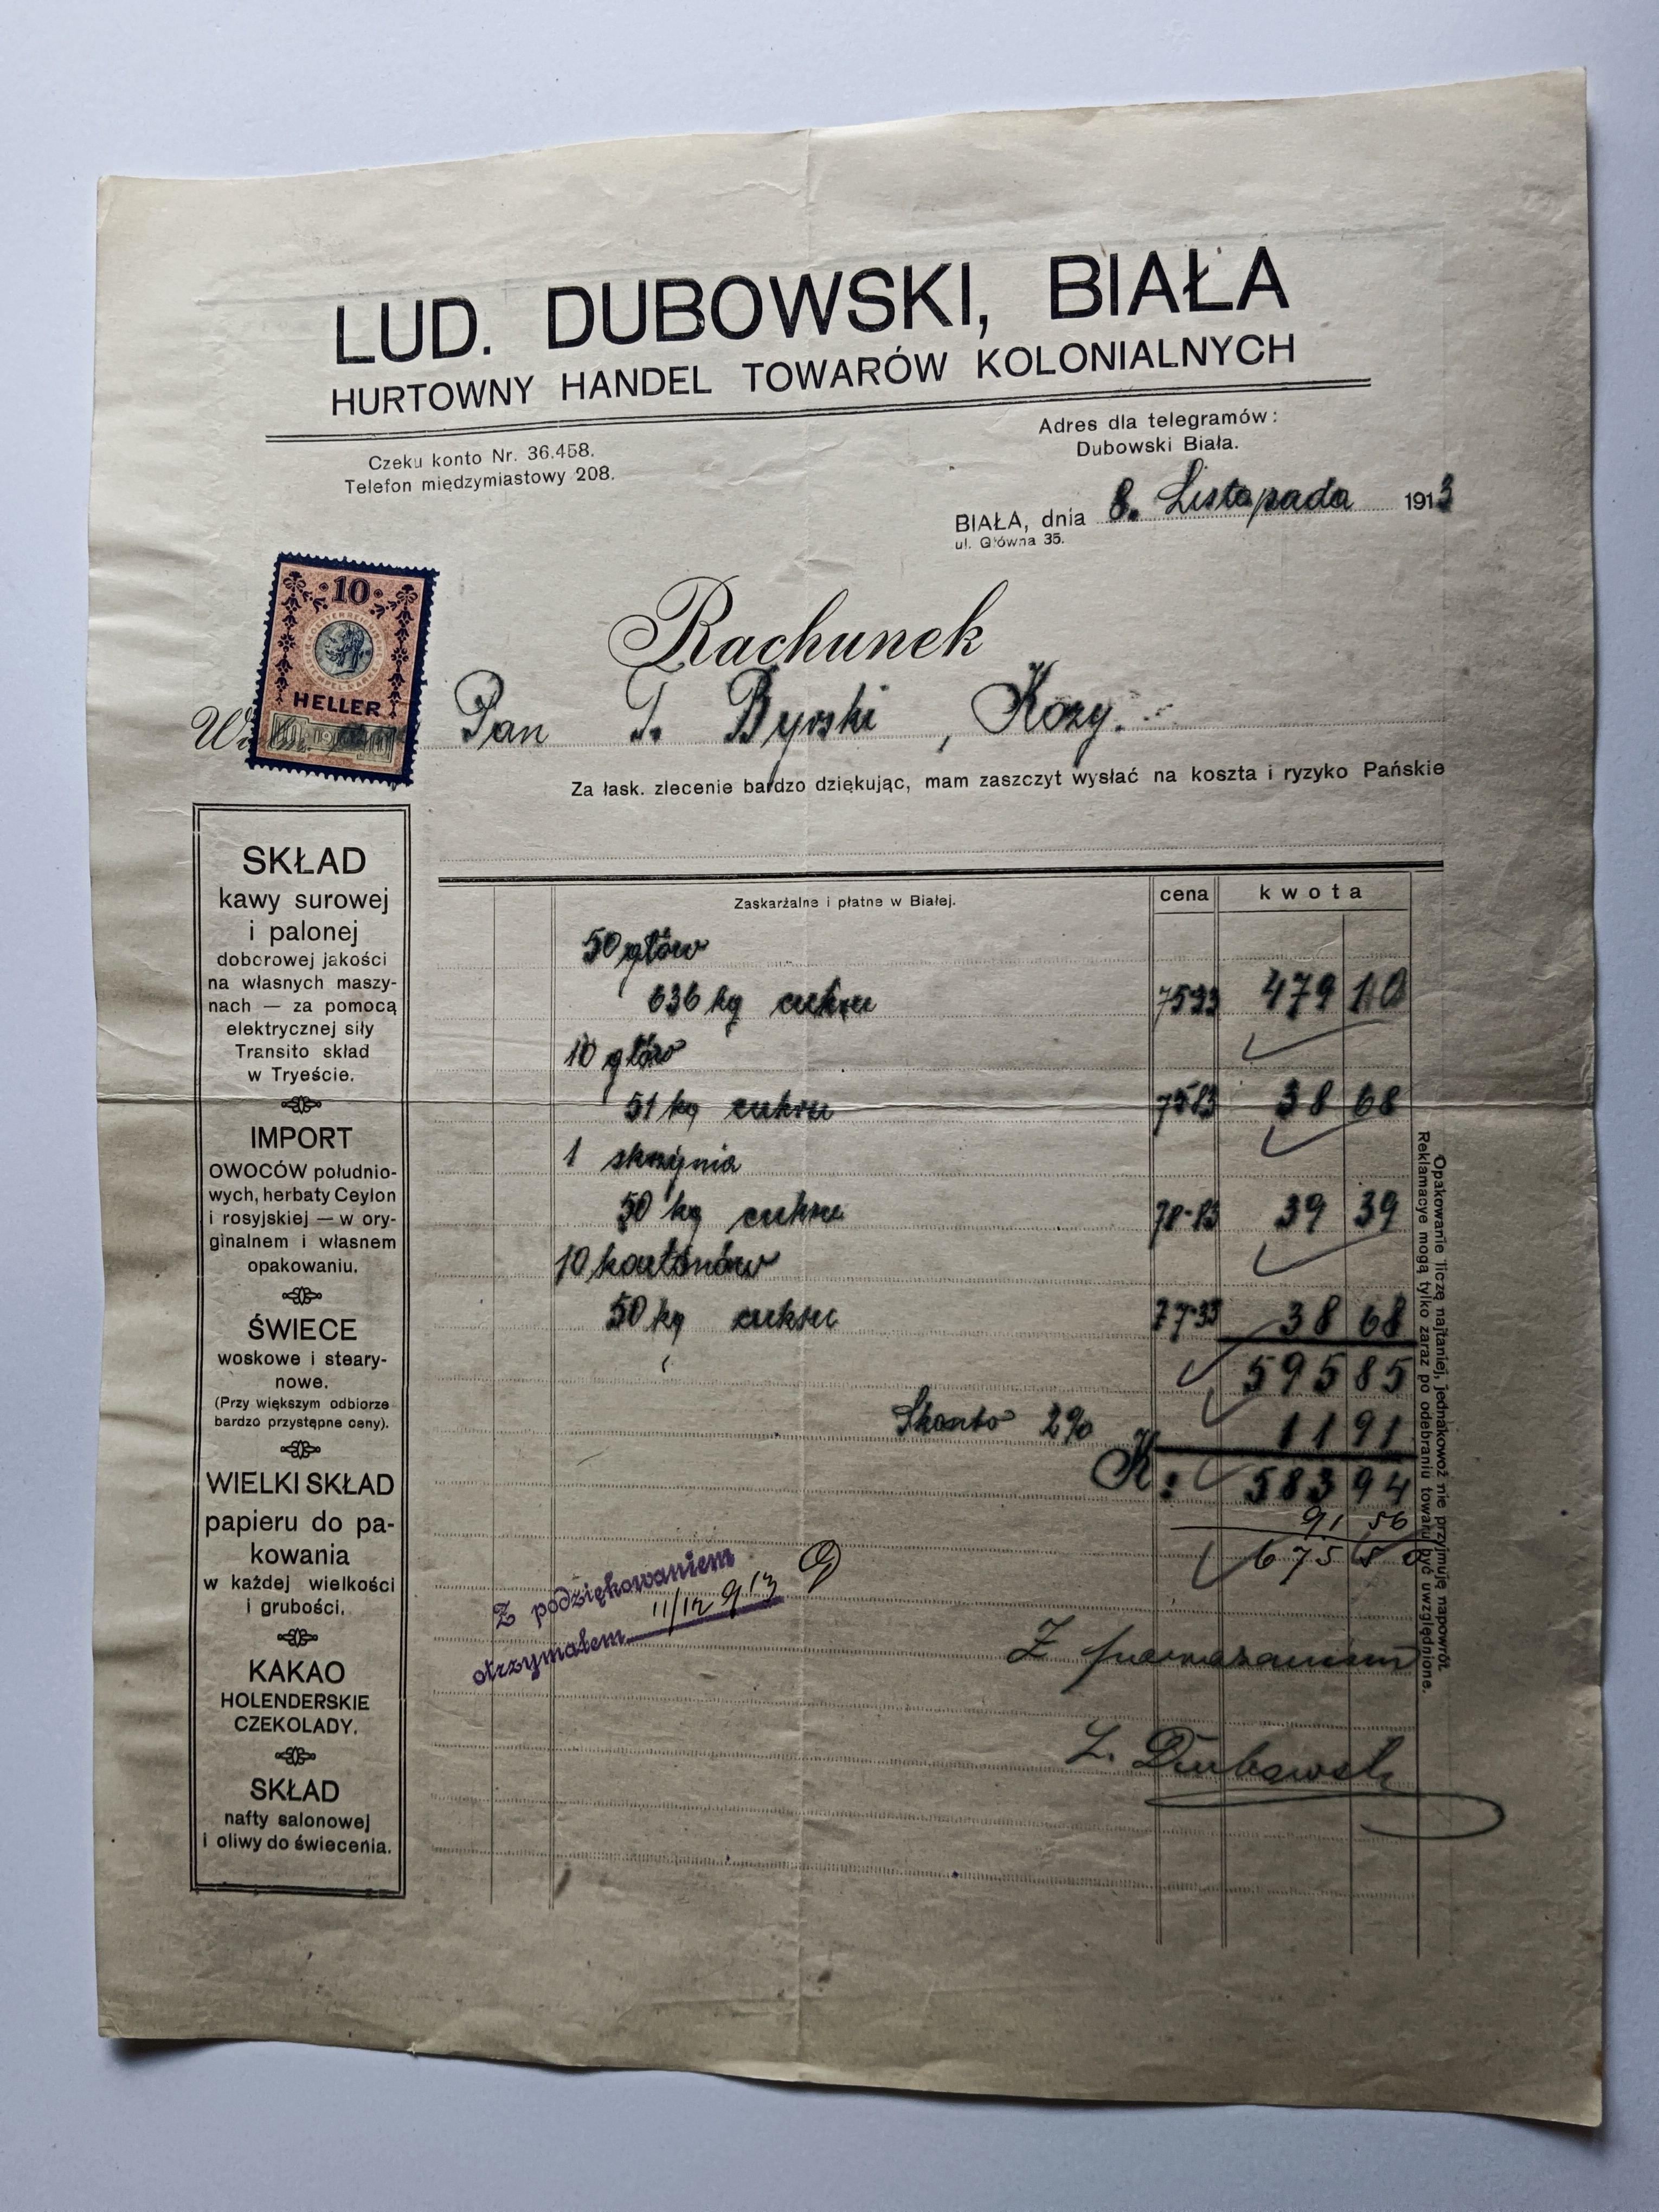 LUD. DUBOWSKI, BIAŁA
HURTOWNY HANDEL TOWARÓW KOLONIALNYCH
Czeku konto Nr. 36.458.
Telefon międzymiastowy 208.
Adres dla telegramów:
Dubowski Biała.
BIAŁA, dnia 8. Listopada 1913
ul. Główna 35.
10
HELLER
Rachunek
Pan Byrski, Kozy.
Za łask. zlecenie bardzo dziękując, mam zaszczyt wysłać na koszta i ryzyko Pańskie
SKŁAD
kawy surowej
i palonej
doborowej jakości
na własnych maszy-
nach — za pomocą
elektrycznej siły
Transito skład
w Tryeście.
IMPORT
OWOCÓW południo-
wych, herbaty Ceylon
i rosyjskiej — w ory-
ginalnem i własnem
opakowaniu.
ŚWIECE
woskowe i steary-
nowe.
(Przy większym odbiorze
bardzo przystępne ceny).
WIELKI SKŁAD
papieru do pa-
kowania
w każdej wielkości
i grubości.
KAKAO
HOLENDERSKIE
CZEKOLADY.
SKŁAD
nafty salonowej
i oliwy do świecenia.
Zaskarżalne i płatne w Białej. cena kwota
50 głów
636 kg cukru 479 10
10 głów
51 kg cukru 7583 38 68
1 skrzynia
50 kg cukru 78·83 39 39
10 kartonów
50 kg cukru 38 68
595 85
Skonto 2% 11 91
K: 583 94
91 56
675 50
Z podziękowaniem
otrzymałem 11/12 913
Z poważaniem
L. Dubowski
Opakowanie liczę najtaniej, jednakowoż nie przyjmuję napowrót.
Reklamacye mogą tylko zaraz po odebraniu towaru być uwzględnione.